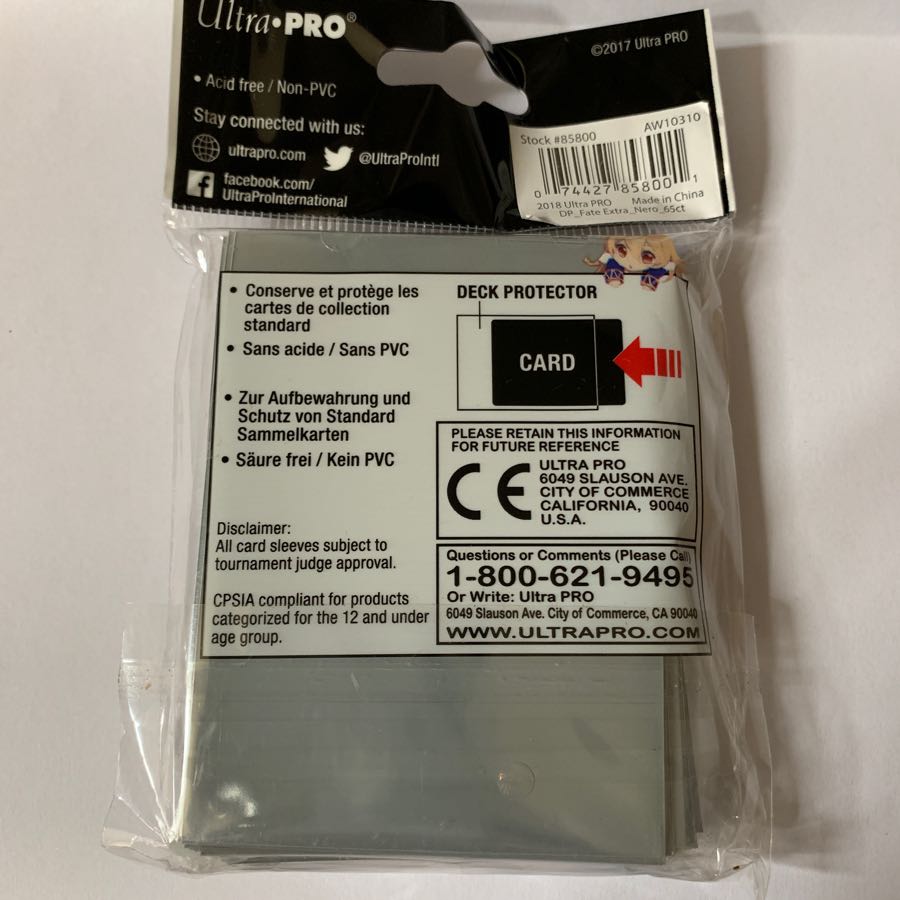 Ultra•PRO®
©2017 Ultra PRO
• Acid free / Non-PVC
Stay connected with us:
ultrapro.com @UltraProIntl
facebook.com/
UltraProInternational
Stock #85800 AW10310
0 74427 85800 1
2018 Ultra PRO Made in China
DP_Fate Extra_Nero_65ct
• Conserve et protège les
cartes de collection
standard
• Sans acide / Sans PVC
• Zur Aufbewahrung und
Schutz von Standard
Sammelkarten
• Säure frei / Kein PVC
Disclaimer:
All card sleeves subject to
tournament judge approval.
CPSIA compliant for products
categorized for the 12 and under
age group.
DECK PROTECTOR
CARD
PLEASE RETAIN THIS INFORMATION
FOR FUTURE REFERENCE
CE
ULTRA PRO
6049 SLAUSON AVE.
CITY OF COMMERCE
CALIFORNIA, 90040
U.S.A.
Questions or Comments (Please Call)
1-800-621-9495
Or Write: Ultra PRO
6049 Slauson Ave. City of Commerce, CA 90040
WWW.ULTRAPRO.COM